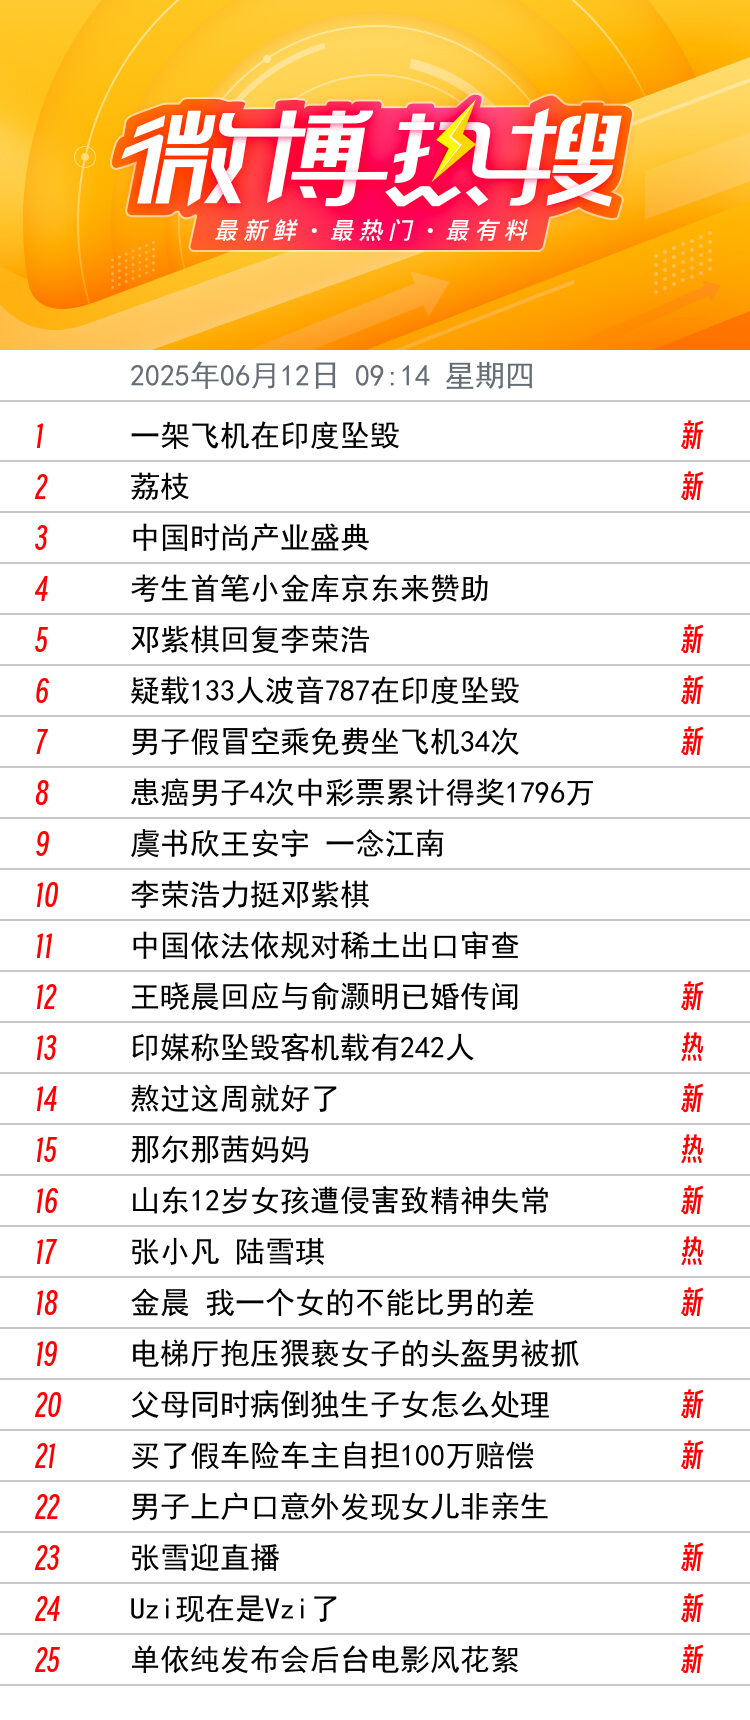 微博热搜
最新鲜·最热门·最有料
2025年06月12日 09:14 星期四
1 一架飞机在印度坠毁 新
2 荔枝 新
3 中国时尚产业盛典
4 考生首笔小金库京东来赞助
5 邓紫棋回复李荣浩 新
6 疑载133人波音787在印度坠毁 新
7 男子假冒空乘免费坐飞机34次 新
8 患癌男子4次中彩票累计得奖1796万
9 虞书欣王安宇 一念江南
10 李荣浩力挺邓紫棋
11 中国依法依规对稀土出口审查
12 王晓晨回应与俞灏明已婚传闻 新
13 印媒称坠毁客机载有242人 热
14 熬过这周就好了 新
15 那尔那茜妈妈 热
16 山东12岁女孩遭侵害致精神失常 新
17 张小凡 陆雪琪 热
18 金晨 我一个女的不能比男的差 新
19 电梯厅抱压猥亵女子的头盔男被抓
20 父母同时病倒独生子女怎么处理 新
21 买了假车险车主自担100万赔偿 新
22 男子上户口意外发现女儿非亲生
23 张雪迎直播 新
24 Uzi现在是Vzi了 新
25 单依纯发布会后台电影风花絮 新